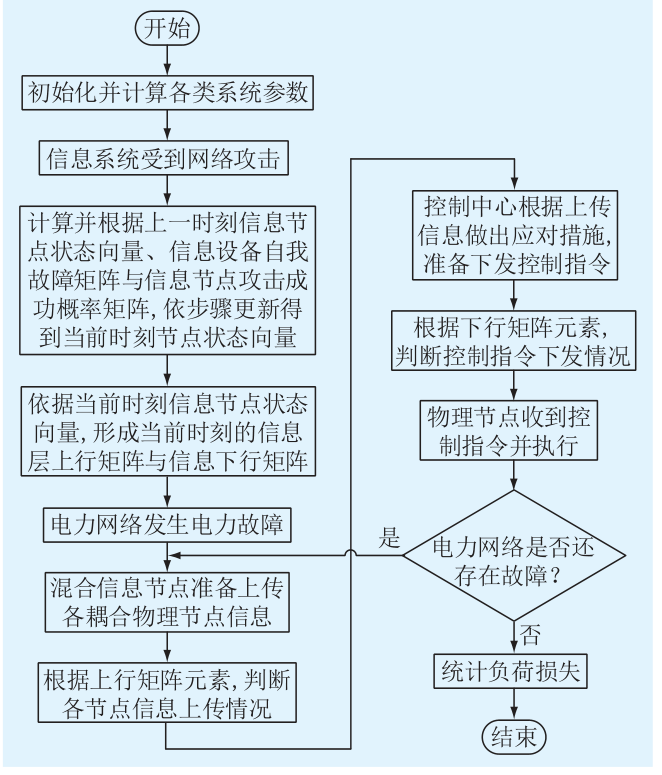 开始
初始化并计算各类系统参数
信息系统受到网络攻击
计算并根据上一时刻信息节
点状态向量、信息设备自我
故障矩阵与信息节点攻击成
功概率矩阵,依步骤更新得
到当前时刻节点状态向量
依据当前时刻信息节点状态
向量,形成当前时刻的信息
层上行矩阵与信息下行矩阵
电力网络发生电力故障
混合信息节点准备上传
各耦合物理节点信息
根据上行矩阵元素,判断
各节点信息上传情况
控制中心根据上传
信息做出应对措施,
准备下发控制指令
根据下行矩阵元素,
判断控制指令下发情况
物理节点收到控
制指令并执行
电力网络是否还
存在故障?
是
否
统计负荷损失
结束